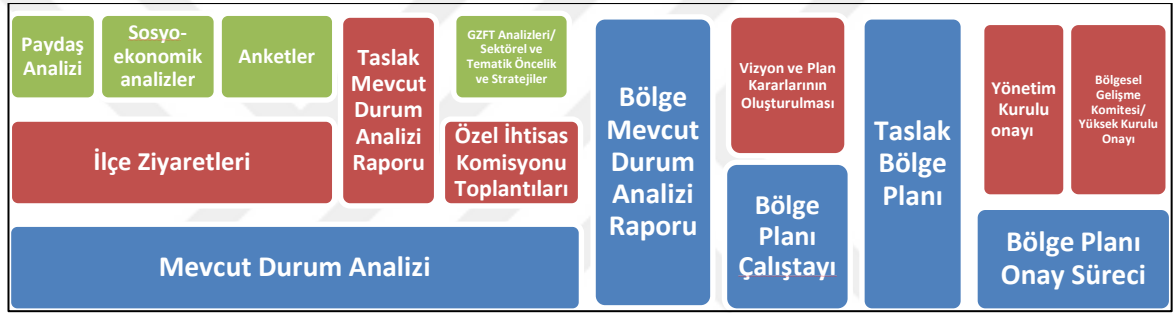 Paydaş
Analizi
Sosyo-
ekonomik
analizler
Anketler
Taslak
Mevcut
Durum
Analizi
Raporu
GZFT Analizleri/
Sektörel ve
Tematik Öncelik
ve Stratejiler
İlçe Ziyaretleri
Özel İhtisas
Komisyonu
Toplantıları
Mevcut Durum Analizi
Bölge
Mevcut
Durum
Analizi
Raporu
Vizyon ve Plan
Kararlarının
Oluşturulması
Bölge
Planı
Çalıştayı
Taslak
Bölge
Planı
Yönetim
Kurulu
onayı
Bölgesel
Gelişme
Komitesi/
Yüksek Kurulu
Onayı
Bölge Planı
Onay Süreci